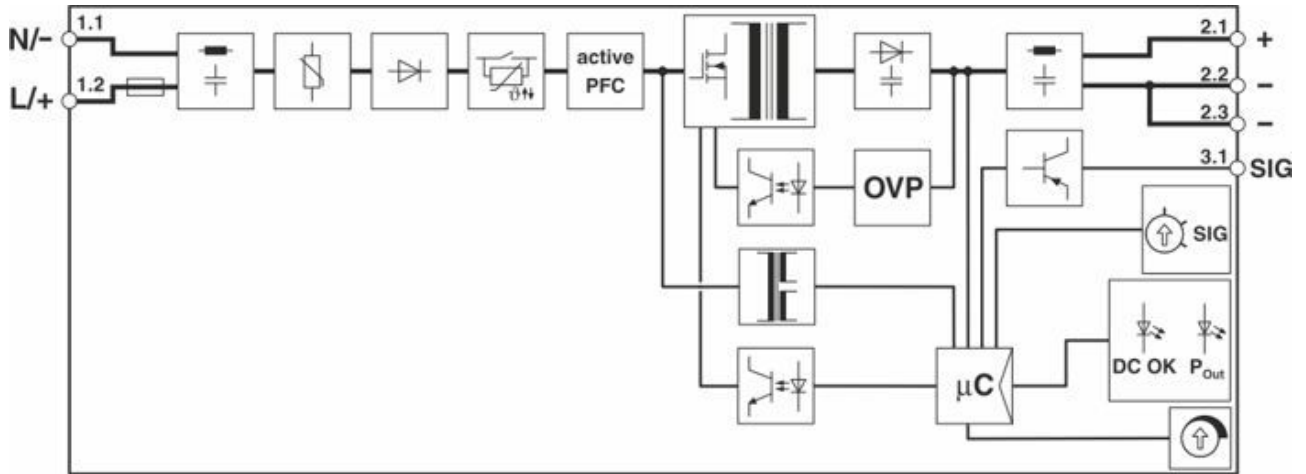 N/-
1.1
L/+
1.2
active
PFC
2.1
+
2.2
–
2.3
–
3.1
SIG
OVP
ϑ
SIG
μC
DC OK
P_Out